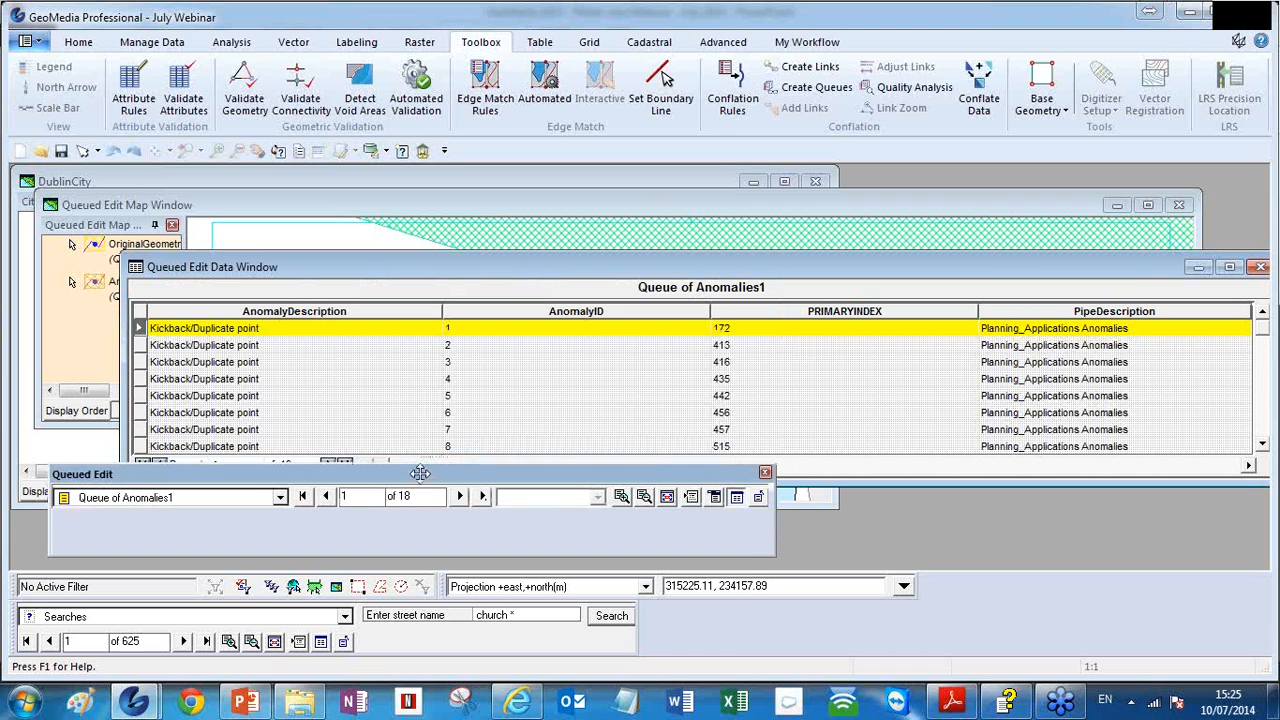 GeoMedia Professional - July Webinar
Home Manage Data Analysis Vector Labeling Raster Toolbox Table Grid Cadastral Advanced My Workflow
Legend
North Arrow
Scale Bar
View
Attribute Rules
Validate Attributes
Attribute Validation
Validate Geometry
Validate Connectivity
Detect Void Areas
Automated Validation
Geometric Validation
Edge Match Rules
Automated
Interactive
Set Boundary Line
Edge Match
Conflation Rules
Create Links
Create Queues
Add Links
Adjust Links
Quality Analysis
Link Zoom
Conflate Data
Conflation
Base Geometry
Digitizer Setup
Vector Registration
Tools
LRS Precision Location
LRS
DublinCity
Queued Edit Map Window
Queued Edit Map ...
OriginalGeometr
Queued Edit Data Window
Queue of Anomalies1
AnomalyDescription AnomalyID PRIMARYINDEX PipeDescription
Kickback/Duplicate point 1 172 Planning_Applications Anomalies
Kickback/Duplicate point 2 413 Planning_Applications Anomalies
Kickback/Duplicate point 3 416 Planning_Applications Anomalies
Kickback/Duplicate point 4 435 Planning_Applications Anomalies
Kickback/Duplicate point 5 442 Planning_Applications Anomalies
Kickback/Duplicate point 6 456 Planning_Applications Anomalies
Kickback/Duplicate point 7 457 Planning_Applications Anomalies
Kickback/Duplicate point 8 515 Planning_Applications Anomalies
Display Order
Displa
Queued Edit
Queue of Anomalies1 1 of 18
No Active Filter Projection +east,+north(m) 315225.11, 234157.89
Searches Enter street name church * Search
1 of 625
Press F1 for Help. 1:1
EN 15:25
10/07/2014